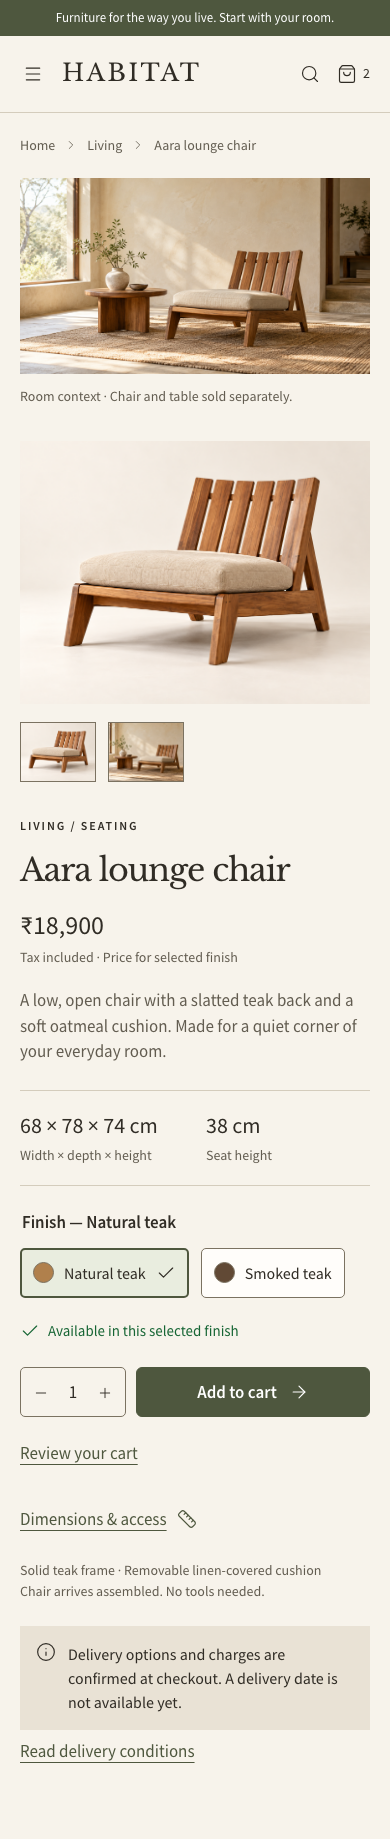 Furniture for the way you live. Start with your room.
HABITAT
2
Home
Living
Aara lounge chair
Room context · Chair and table sold separately.
LIVING / SEATING
Aara lounge chair
₹18,900
Tax included · Price for selected finish
A low, open chair with a slatted teak back and a
soft oatmeal cushion. Made for a quiet corner of
your everyday room.
68 × 78 × 74 cm
38 cm
Width × depth × height
Seat height
Finish — Natural teak
Natural teak
Smoked teak
Available in this selected finish
− 1 +
Add to cart
Review your cart
Dimensions & access
Solid teak frame · Removable linen-covered cushion
Chair arrives assembled. No tools needed.
Delivery options and charges are
confirmed at checkout. A delivery date is
not available yet.
Read delivery conditions